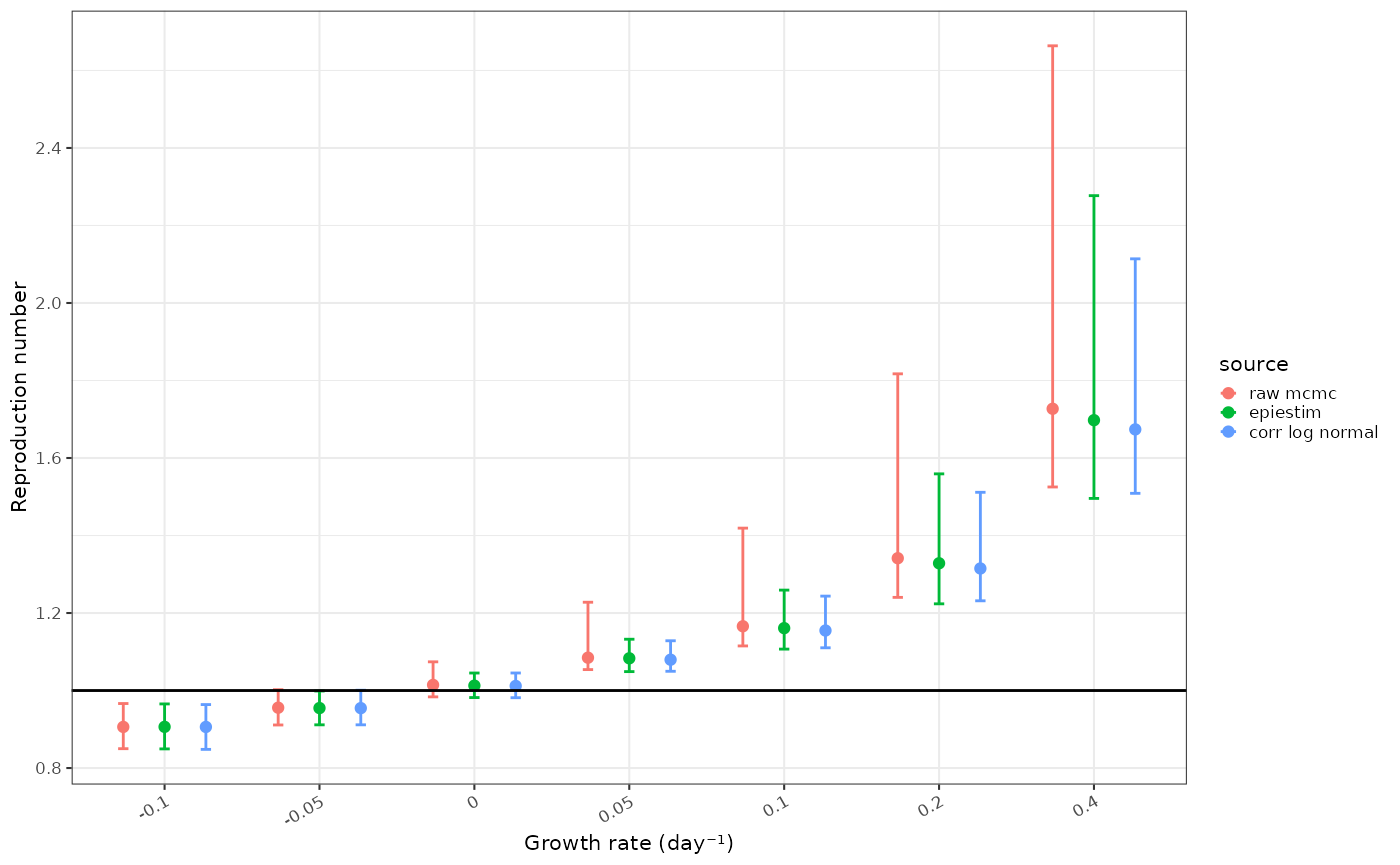 Reproduction number
2.4
2.0
1.6
1.2
0.8
-0.1
-0.05
0
0.05
0.1
0.2
0.4
Growth rate (day⁻¹)
source
raw mcmc
epiestim
corr log normal